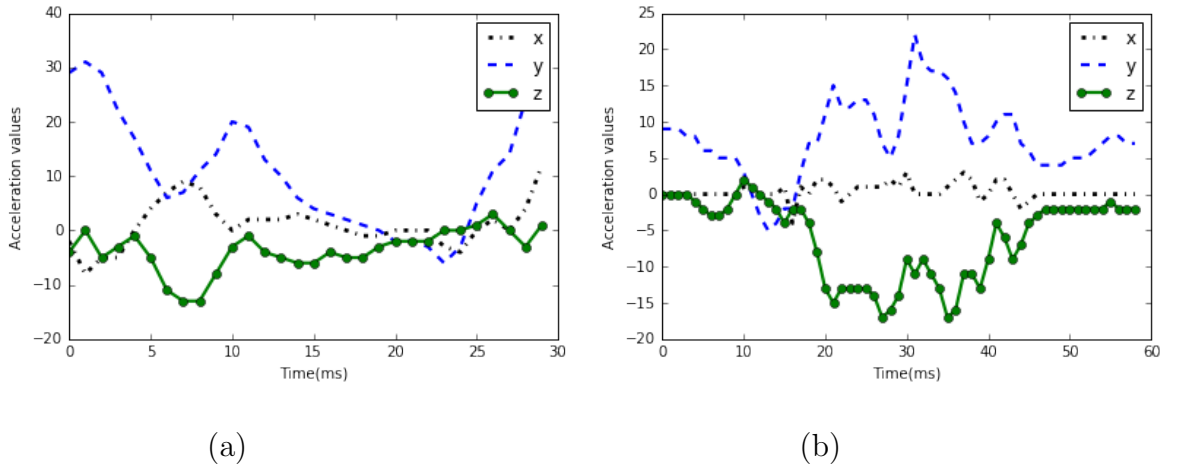 40
30
20
10
0
−10
−20
Acceleration values
0 5 10 15 20 25 30
Time(ms)
x
y
z
(a)
25
20
15
10
5
0
−5
−10
−15
−20
Acceleration values
0 10 20 30 40 50 60
Time(ms)
x
y
z
(b)